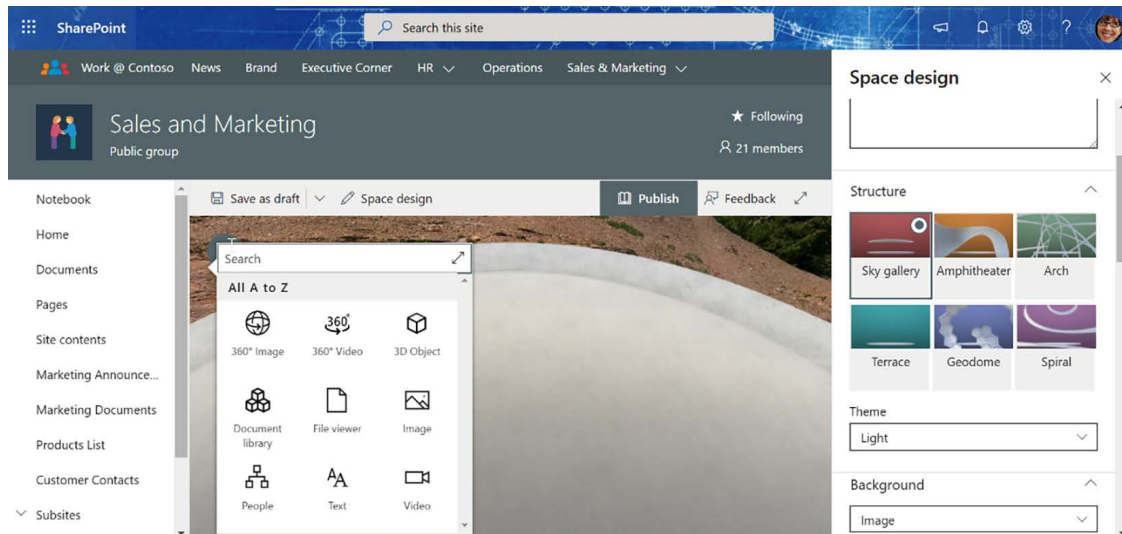 SharePoint
Search this site
?
Work @ Contoso News Brand Executive Corner HR Operations Sales & Marketing
Sales and Marketing
Public group
Following
21 members
Notebook
Home
Documents
Pages
Site contents
Marketing Announce...
Marketing Documents
Products List
Customer Contacts
Subsites
Save as draft Space design Publish Feedback
Search
All A to Z
360° Image 360° Video 3D Object
Document library File viewer Image
People Text Video
Space design
Structure
Sky gallery Amphitheater Arch
Terrace Geodome Spiral
Theme
Light
Background
Image